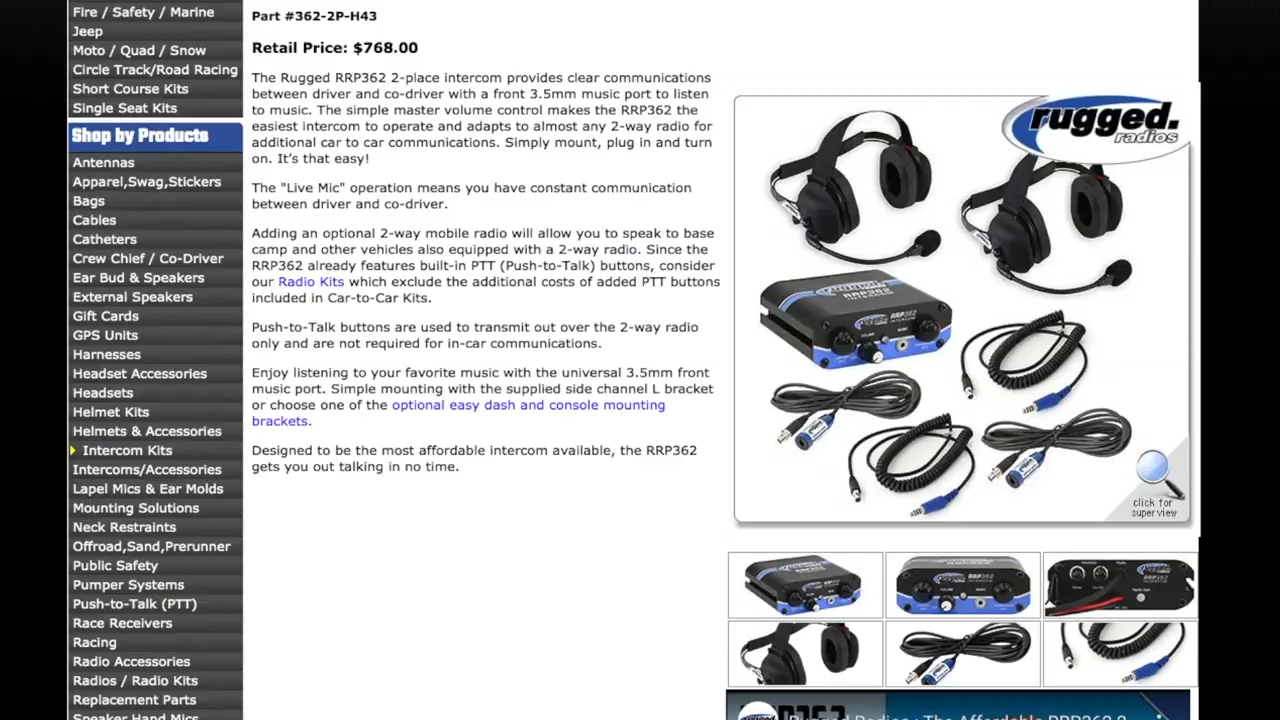 Fire / Safety / Marine
Jeep
Moto / Quad / Snow
Circle Track/Road Racing
Short Course Kits
Single Seat Kits
Shop by Products
Antennas
Apparel,Swag,Stickers
Bags
Cables
Catheters
Crew Chief / Co-Driver
Ear Bud & Speakers
External Speakers
Gift Cards
GPS Units
Harnesses
Headset Accessories
Headsets
Helmet Kits
Helmets & Accessories
Intercom Kits
Intercoms/Accessories
Lapel Mics & Ear Molds
Mounting Solutions
Neck Restraints
Offroad,Sand,Prerunner
Public Safety
Pumper Systems
Push-to-Talk (PTT)
Race Receivers
Racing
Radio Accessories
Radios / Radio Kits
Replacement Parts
Speaker Hand Mics
Part #362-2P-H43
Retail Price: $768.00
The Rugged RRP362 2-place intercom provides clear communications
between driver and co-driver with a front 3.5mm music port to listen
to music. The simple master volume control makes the RRP362 the
easiest intercom to operate and adapts to almost any 2-way radio for
additional car to car communications. Simply mount, plug in and turn
on. It's that easy!
The "Live Mic" operation means you have constant communication
between driver and co-driver.
Adding an optional 2-way mobile radio will allow you to speak to base
camp and other vehicles also equipped with a 2-way radio. Since the
RRP362 already features built-in PTT (Push-to-Talk) buttons, consider
our Radio Kits which exclude the additional costs of added PTT buttons
included in Car-to-Car Kits.
Push-to-Talk buttons are used to transmit out over the 2-way radio
only and are not required for in-car communications.
Enjoy listening to your favorite music with the universal 3.5mm front
music port. Simple mounting with the supplied side channel L bracket
or choose one of the optional easy dash and console mounting
brackets.
Designed to be the most affordable intercom available, the RRP362
gets you out talking in no time.
rugged.
radios
RRP362
RRP362
click for
superview
RRP362
RRP362
RRP362
Rugged Radios : The Affordable RRP362 2